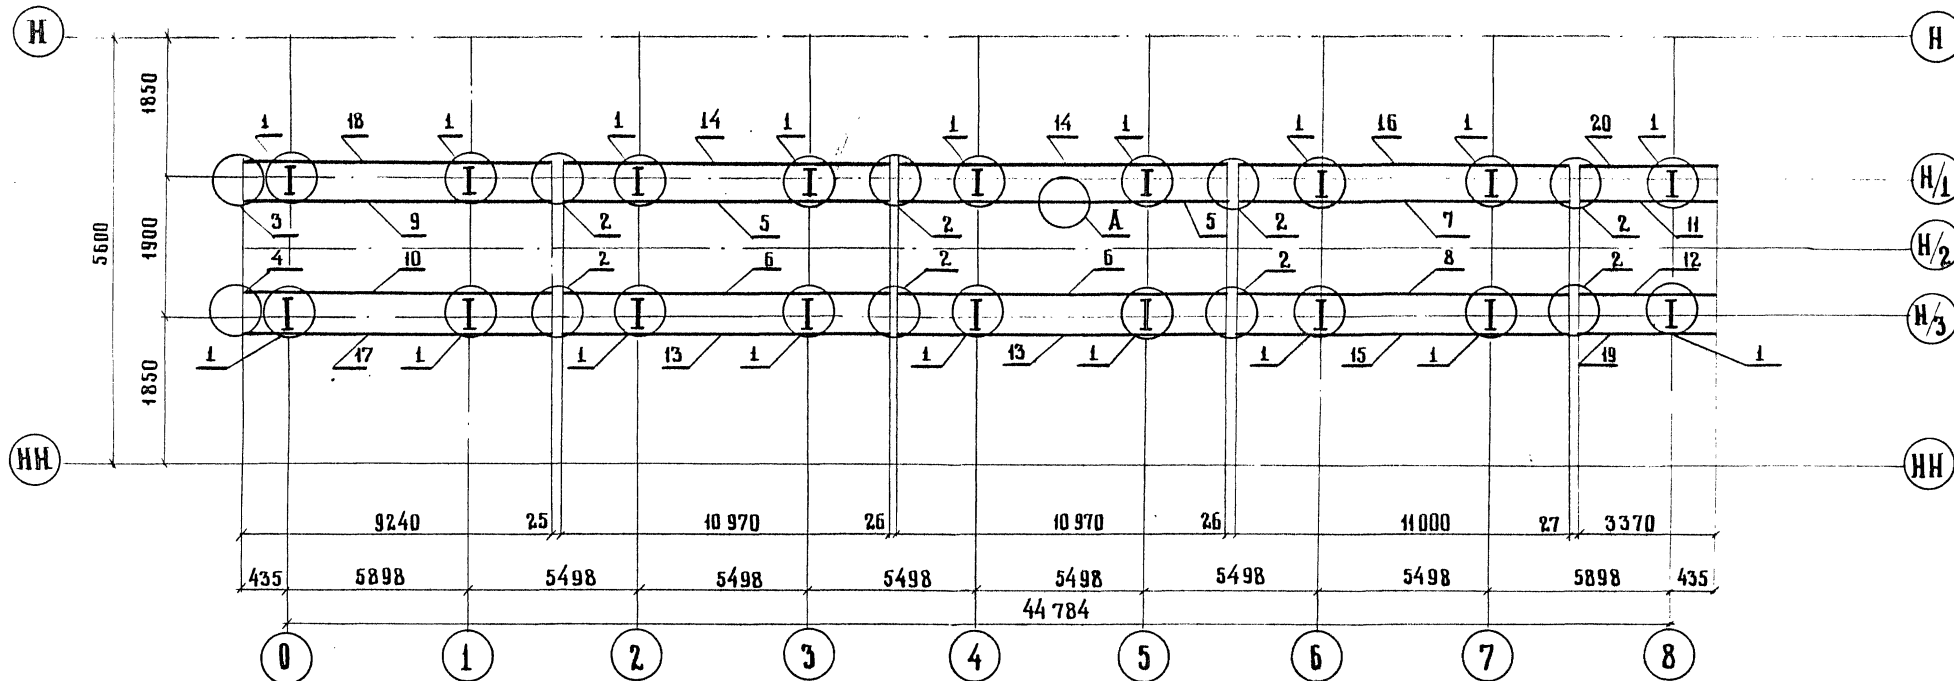 Н Н
1850
1 18 1 1 14 1 1 14 1 1 16 1 20 1
I I I I I I I I I Н/1
3 9 2 5 2 А 5 2 7 2 11
5600 1900 Н/2
4 10 2 6 2 6 2 8 2 12
I I I I I I I I I Н/3
1 17 1 1 13 1 1 13 1 1 15 1 19 1
1850
НН НН
9240 25 10 970 26 10 970 26 11 000 27 3370
435 5898 5498 5498 5498 5498 5498 5498 5898 435
44 784
0 1 2 3 4 5 6 7 8